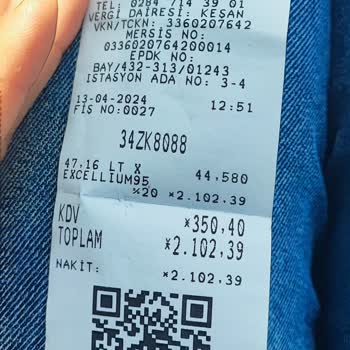 TEL: 0284 714 39 01
VERGİ DAİRESİ: KEŞAN
VKN/TCKN: 3360207642
MERSİS NO:
0336020764200014
EPDK NO:
BAY/432-313/01243
İSTASYON ADA NO: 3-4
13-04-2024 12:51
FİŞ NO:0027
34ZK8088
47,16 LT X 44,580
EXCELLIUM95
%20 *2.102,39
KDV *350,40
TOPLAM *2.102,39
NAKİT: *2.102,39